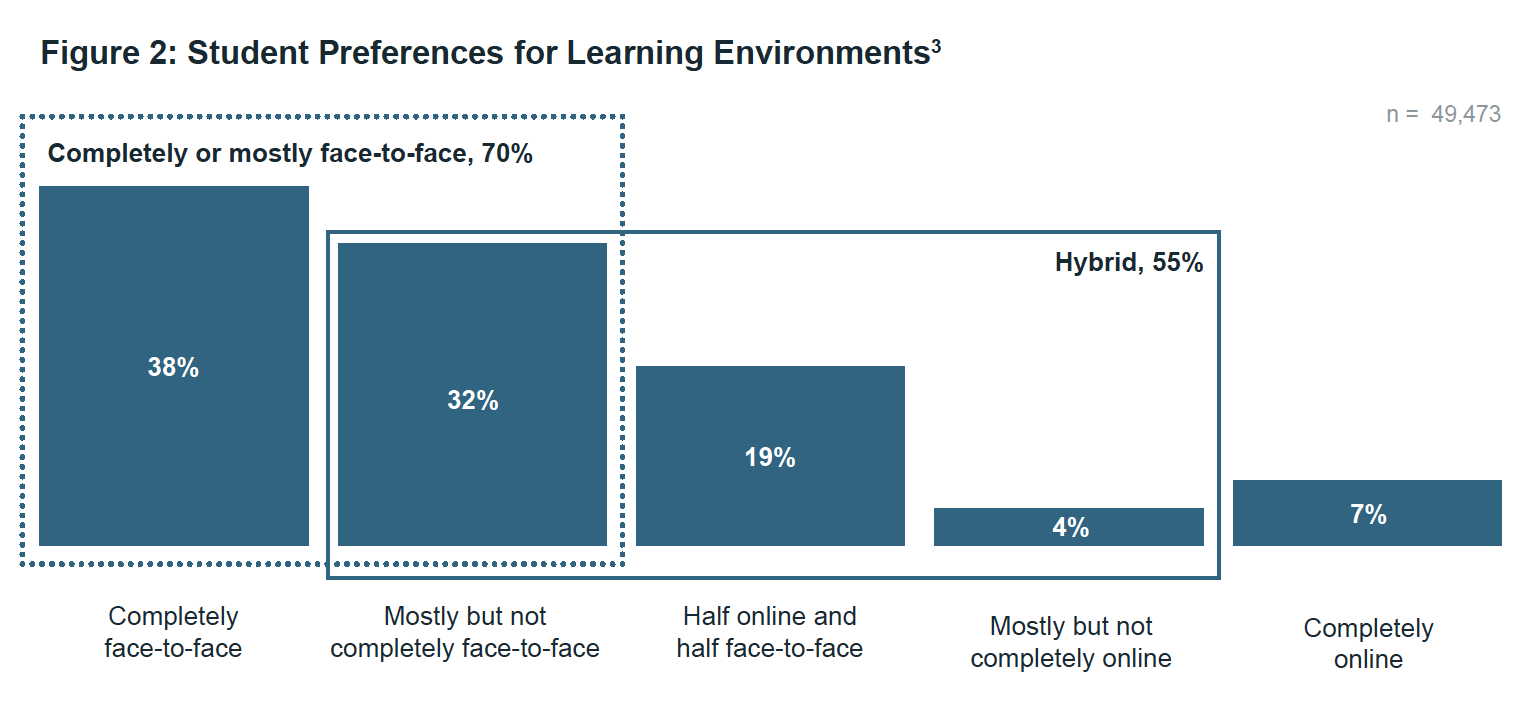 Figure 2: Student Preferences for Learning Environments³
n = 49,473
Completely or mostly face-to-face, 70%
Hybrid, 55%
38%
32%
19%
4%
7%
Completely
face-to-face
Mostly but not
completely face-to-face
Half online and
half face-to-face
Mostly but not
completely online
Completely
online